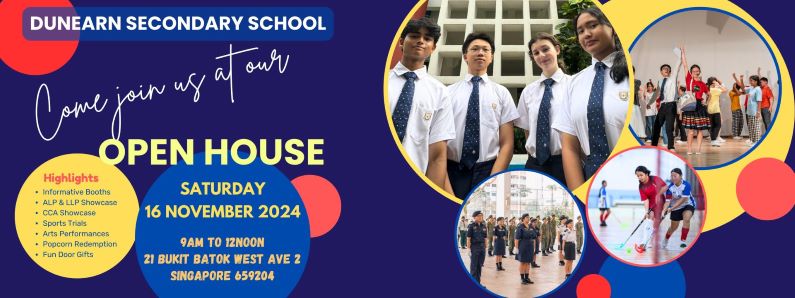 DUNEARN SECONDARY SCHOOL
Come join us at our
OPEN HOUSE
Highlights
• Informative Booths
• ALP & LLP Showcase
• CCA Showcase
• Sports Trials
• Arts Performances
• Popcorn Redemption
• Fun Door Gifts
SATURDAY
16 NOVEMBER 2024
9AM TO 12NOON
21 BUKIT BATOK WEST AVE 2
SINGAPORE 659204